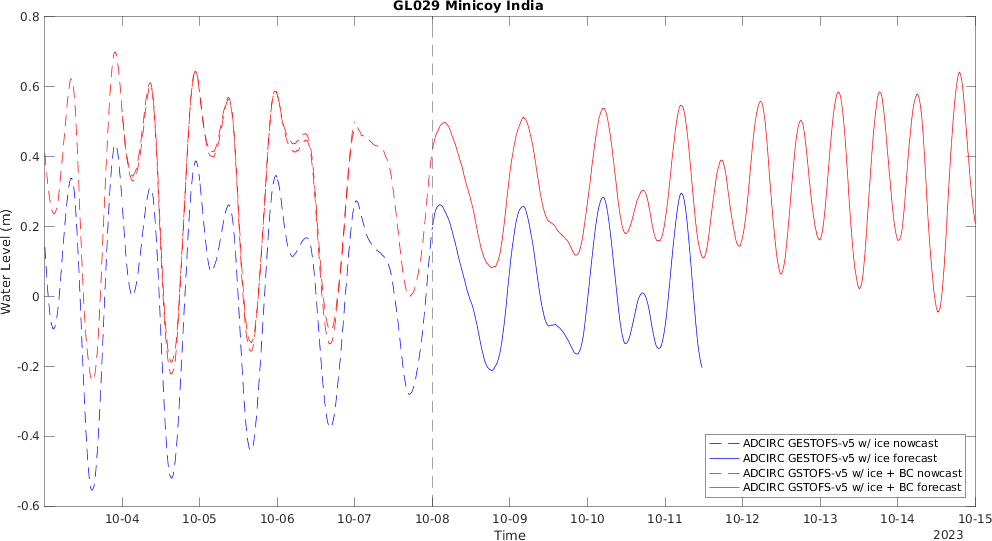 GL029 Minicoy India
0.8
0.6
0.4
0.2
0
-0.2
-0.4
-0.6
Water Level (m)
ADCIRC GESTOFS-v5 w/ ice nowcast
ADCIRC GESTOFS-v5 w/ ice forecast
ADCIRC GSTOFS-v5 w/ ice + BC nowcast
ADCIRC GSTOFS-v5 w/ ice + BC forecast
10-04 10-05 10-06 10-07 10-08 10-09 10-10 10-11 10-12 10-13 10-14 10-15
Time
2023